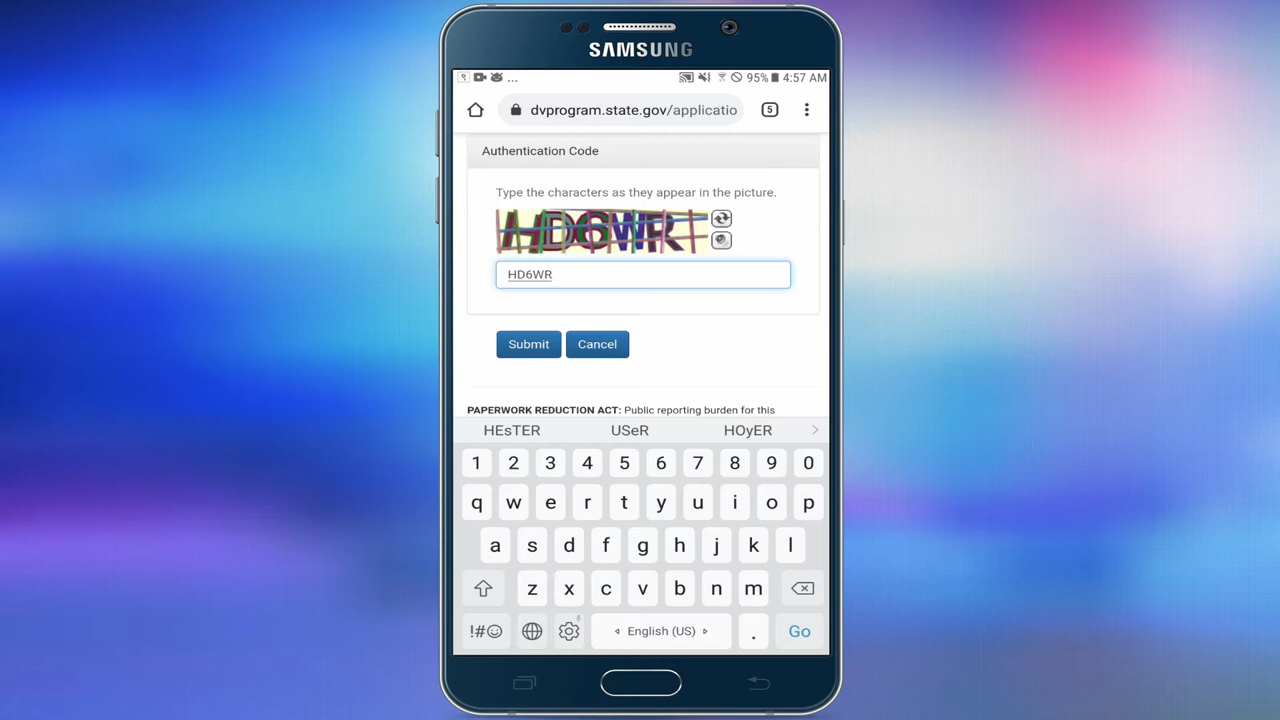 SAMSUNG
... 95% 4:57 AM
dvprogram.state.gov/applicatio 5
Authentication Code
Type the characters as they appear in the picture.
HD6WR
HD6WR
Submit Cancel
PAPERWORK REDUCTION ACT: Public reporting burden for this
HEsTER USeR HOyER >
1 2 3 4 5 6 7 8 9 0
q w e r t y u i o p
a s d f g h j k l
z x c v b n m
!#☺ English (US) . Go